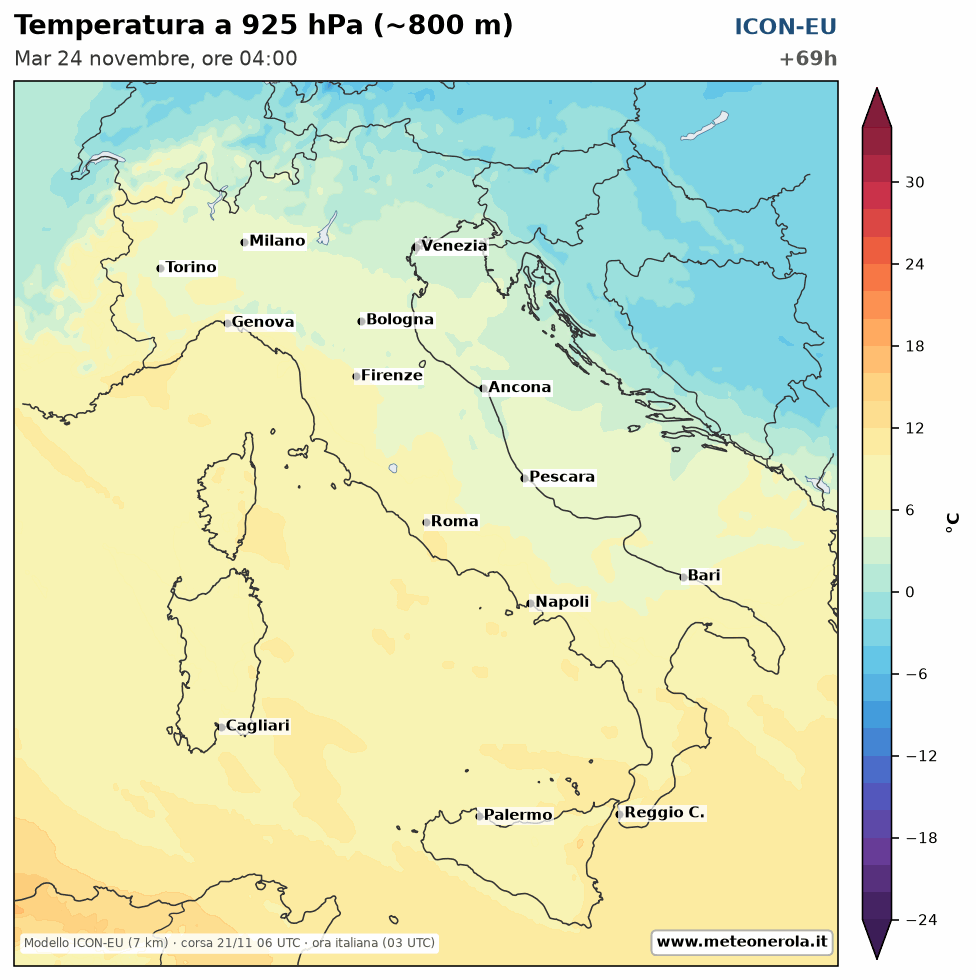 Temperatura a 925 hPa (~800 m)
ICON-EU
Mar 24 novembre, ore 04:00
+69h
Milano
Venezia
Torino
Genova
Bologna
Firenze
Ancona
Pescara
Roma
Bari
Napoli
Cagliari
Palermo
Reggio C.
30
24
18
12
6
0
−6
−12
−18
−24
°C
Modello ICON-EU (7 km) · corsa 21/11 06 UTC · ora italiana (03 UTC)
www.meteonerola.it